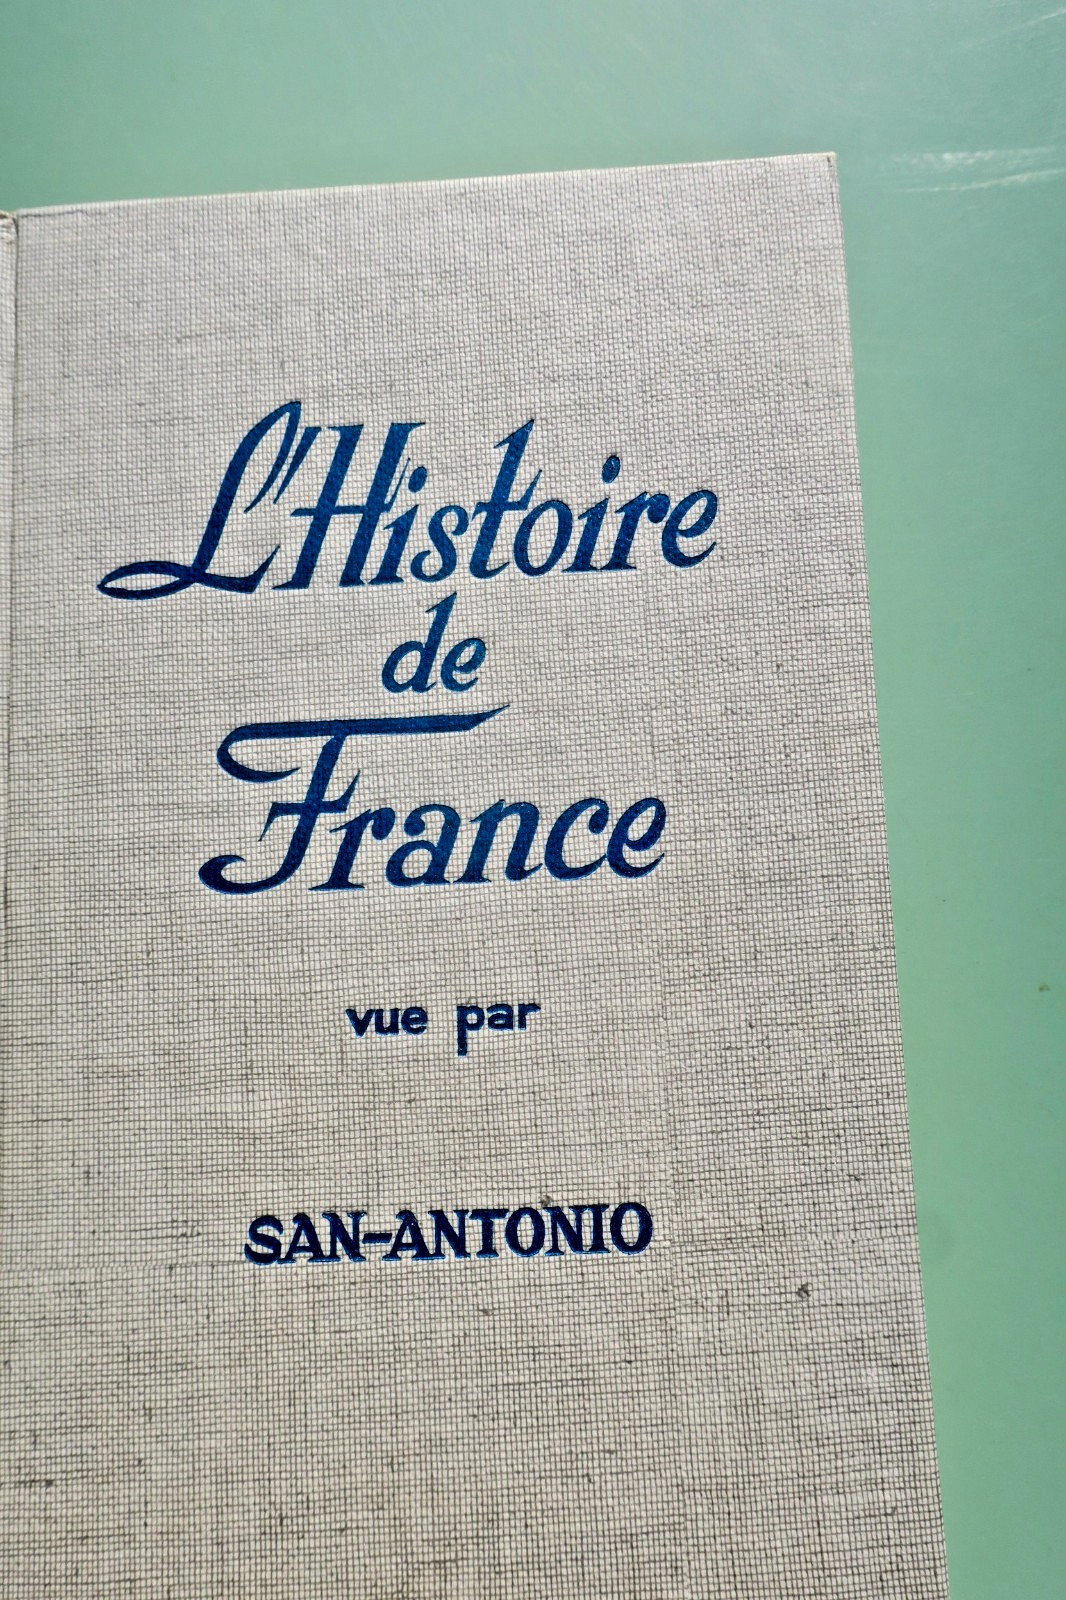 L'Histoire
de
France
vue par
SAN-ANTONIO